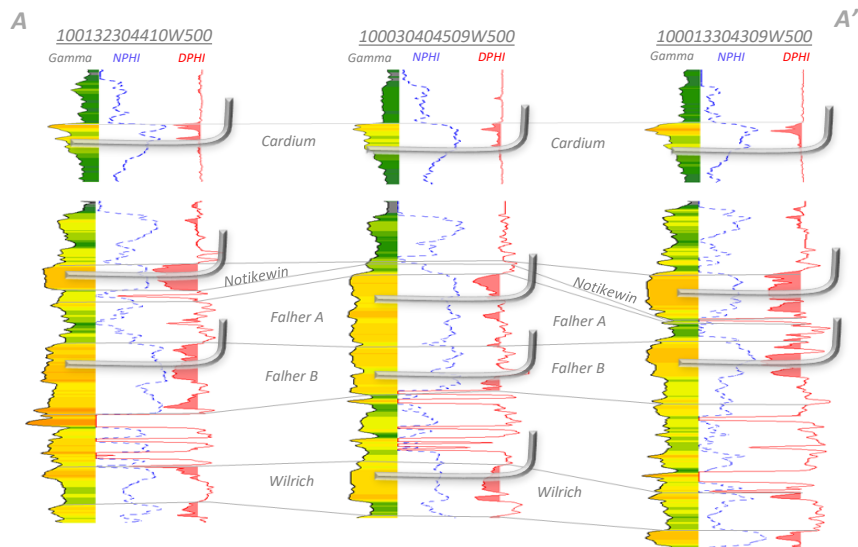 A
A'
100132304410W500
100030404509W500
100013304309W500
Gamma NPHI DPHI
Gamma NPHI DPHI
Gamma NPHI DPHI
Cardium
Cardium
Notikewin
Notikewin
Falher A
Falher A
Falher B
Falher B
Wilrich
Wilrich